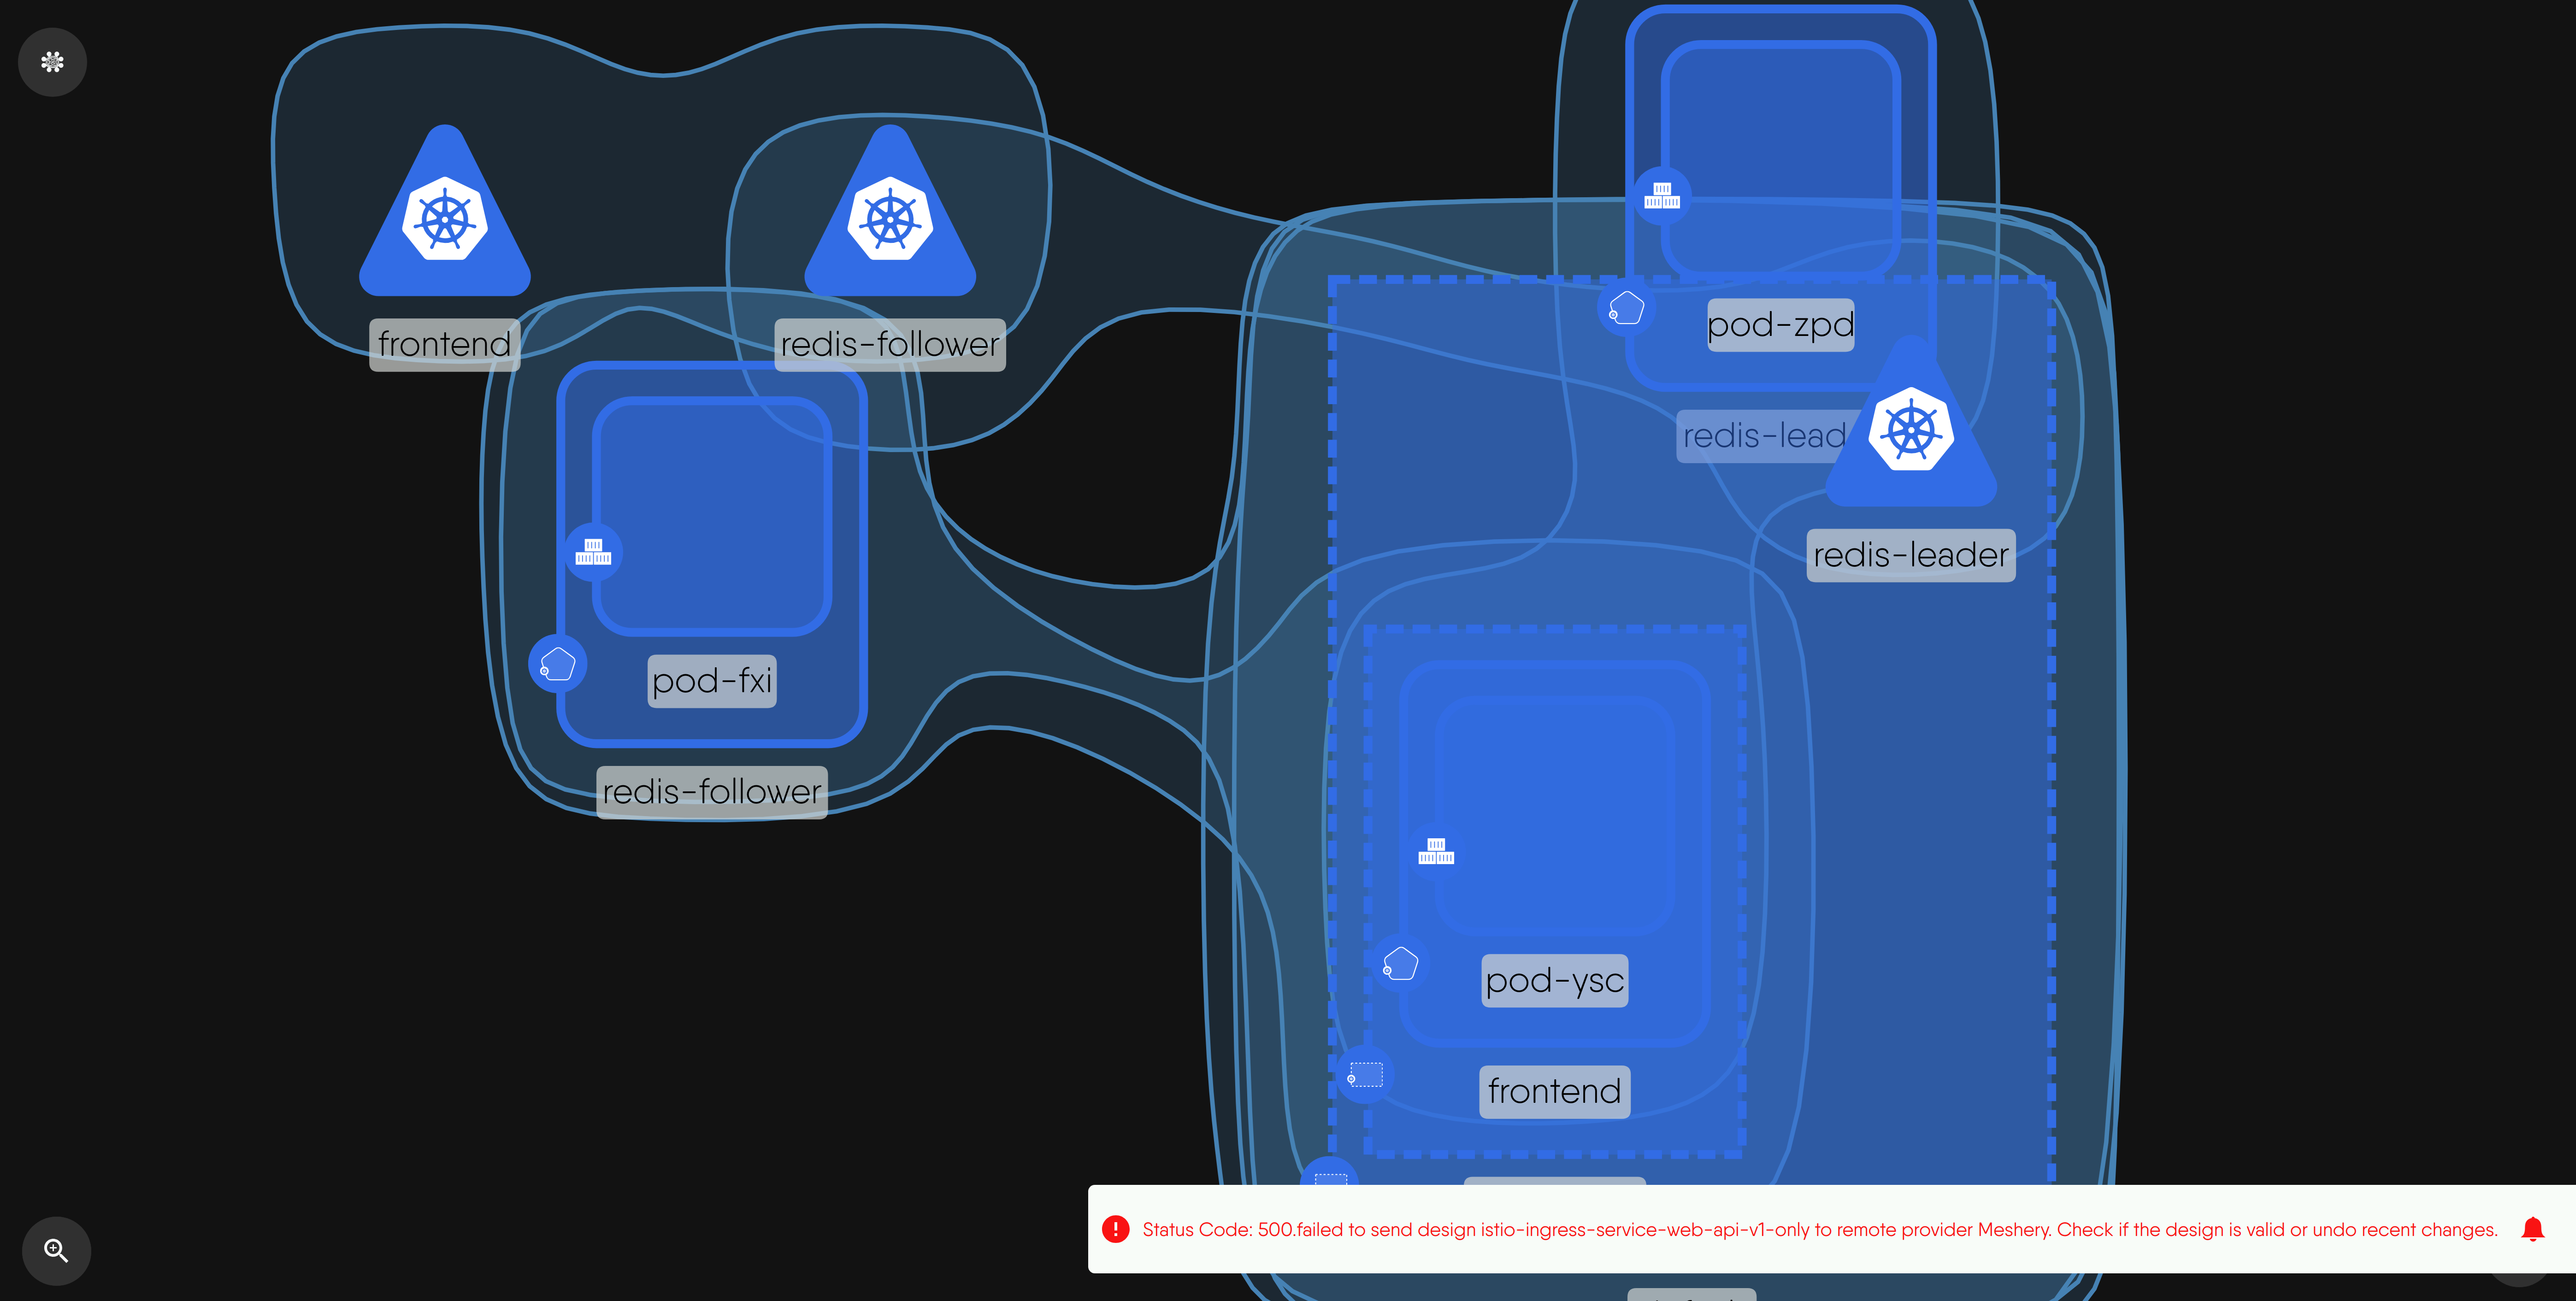 frontend
redis-follower
pod-zpd
redis-lead
redis-leader
pod-fxi
redis-follower
pod-ysc
frontend
Status Code: 500.failed to send design istio-ingress-service-web-api-v1-only to remote provider Meshery. Check if the design is valid or undo recent changes.